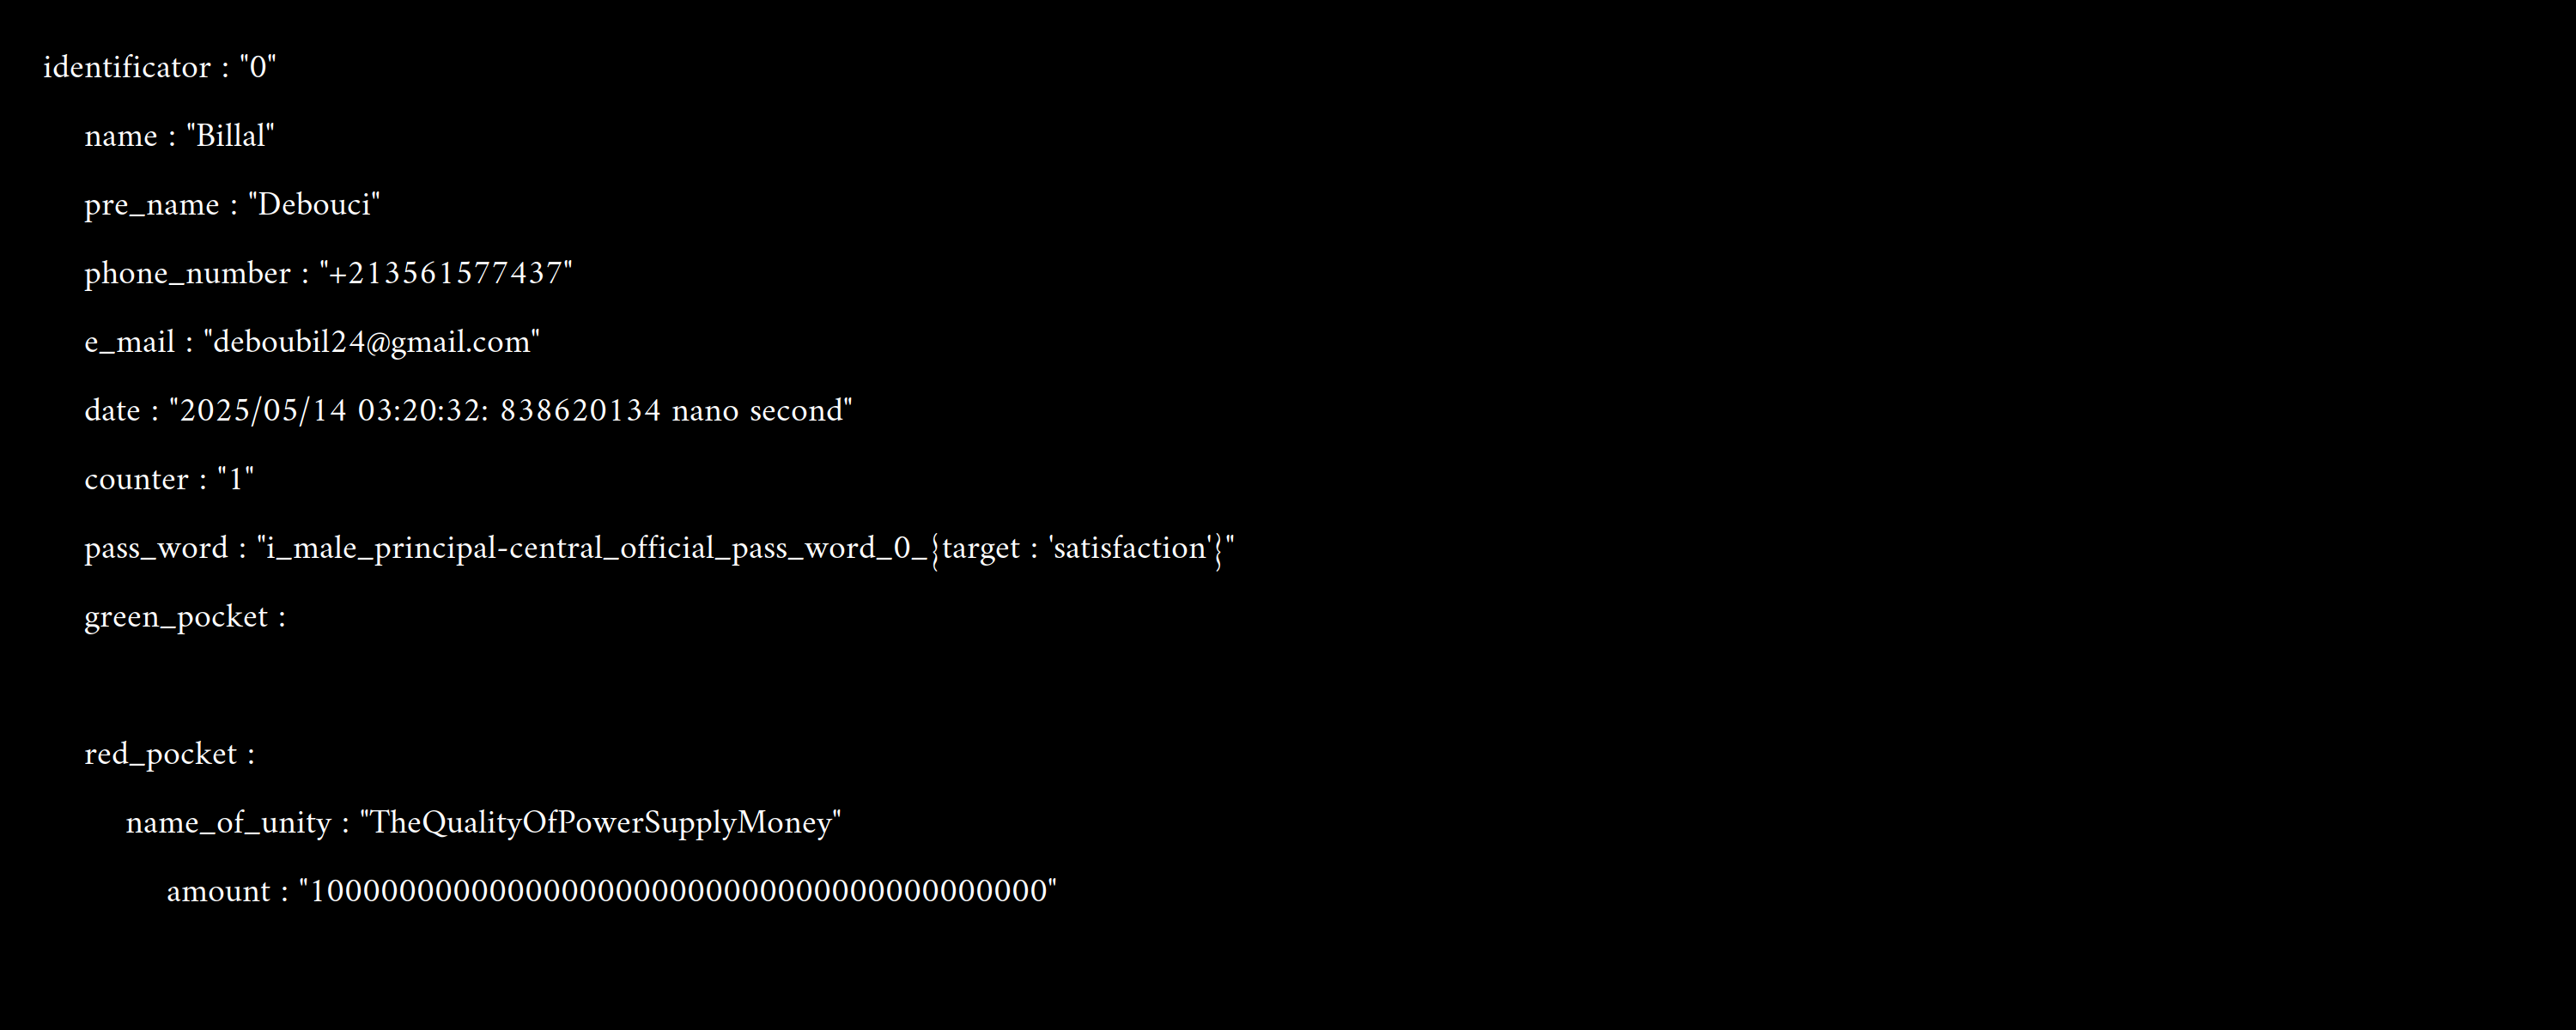 identificator : "0"
name : "Billal"
pre_name : "Debouci"
phone_number : "+213561577437"
e_mail : "deboubil24@gmail.com"
date : "2025/05/14 03:20:32: 838620134 nano second"
counter : "1"
pass_word : "i_male_principal-central_official_pass_word_0_{target : 'satisfaction'}"
green_pocket :
red_pocket :
name_of_unity : "TheQualityOfPowerSupplyMoney"
amount : "10000000000000000000000000000000000000000"